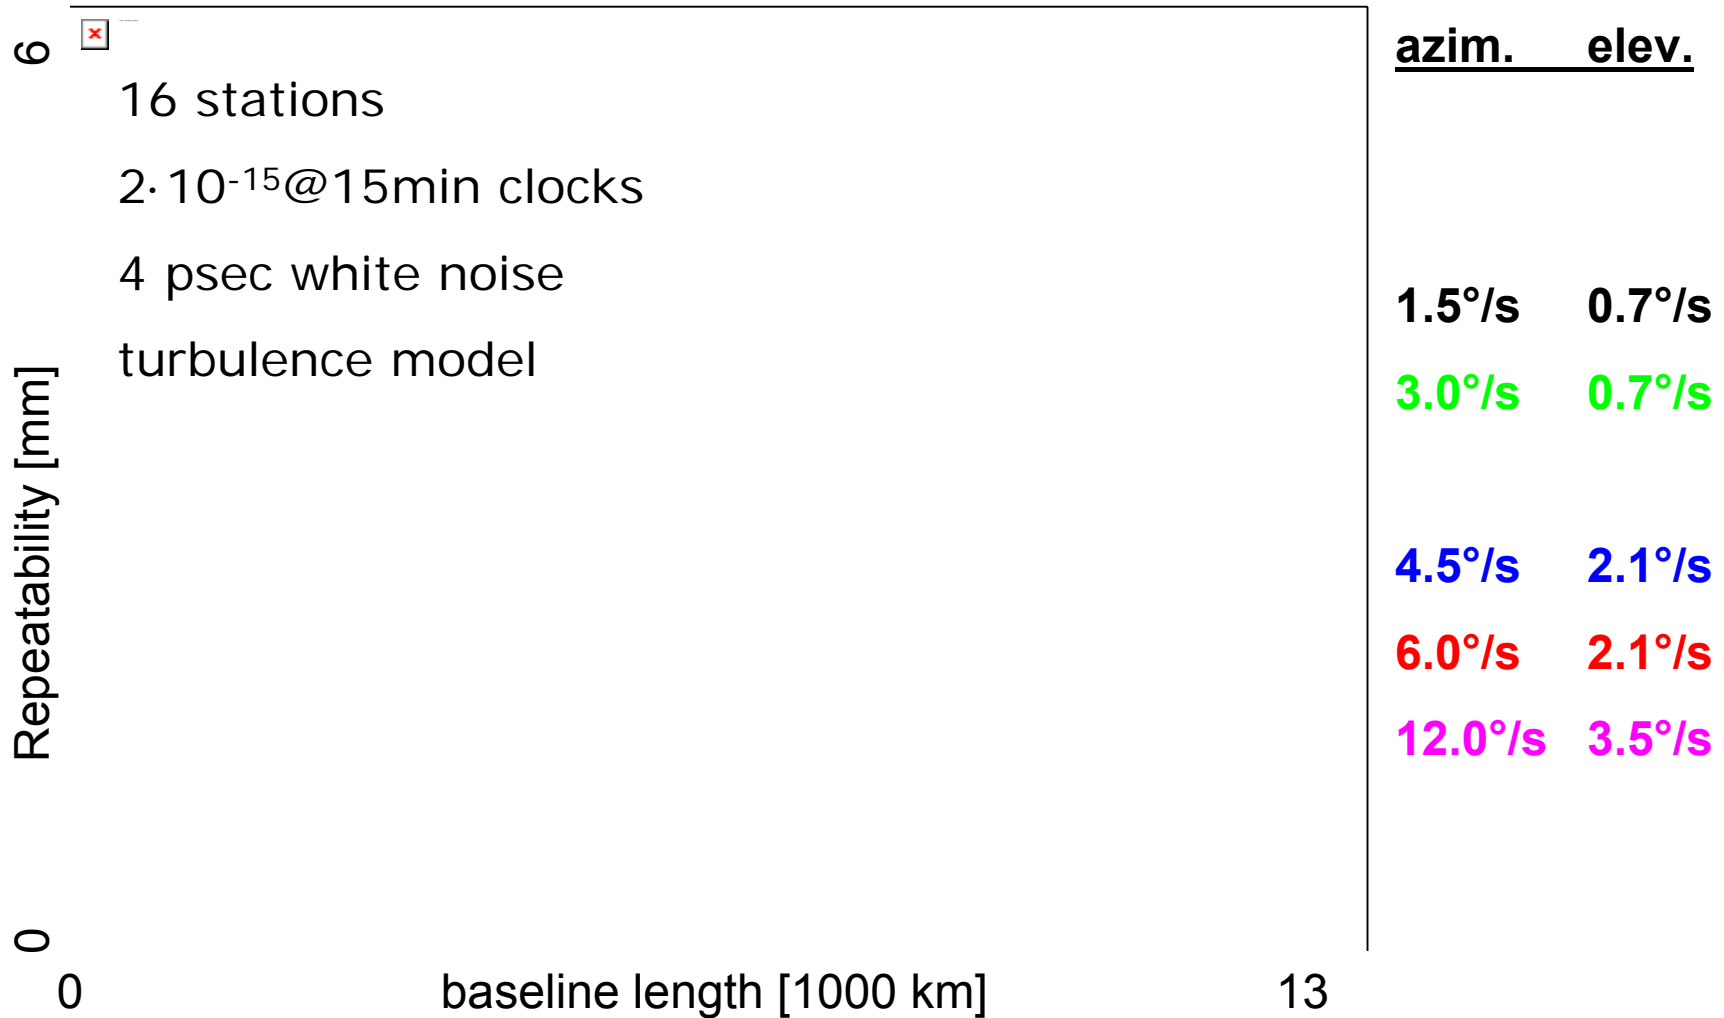 azim. elev.
6
16 stations
2·10-15@15min clocks
4 psec white noise
turbulence model
Repeatability [mm]
1.5°/s 0.7°/s
3.0°/s 0.7°/s
4.5°/s 2.1°/s
6.0°/s 2.1°/s
12.0°/s 3.5°/s
0
0 baseline length [1000 km] 13